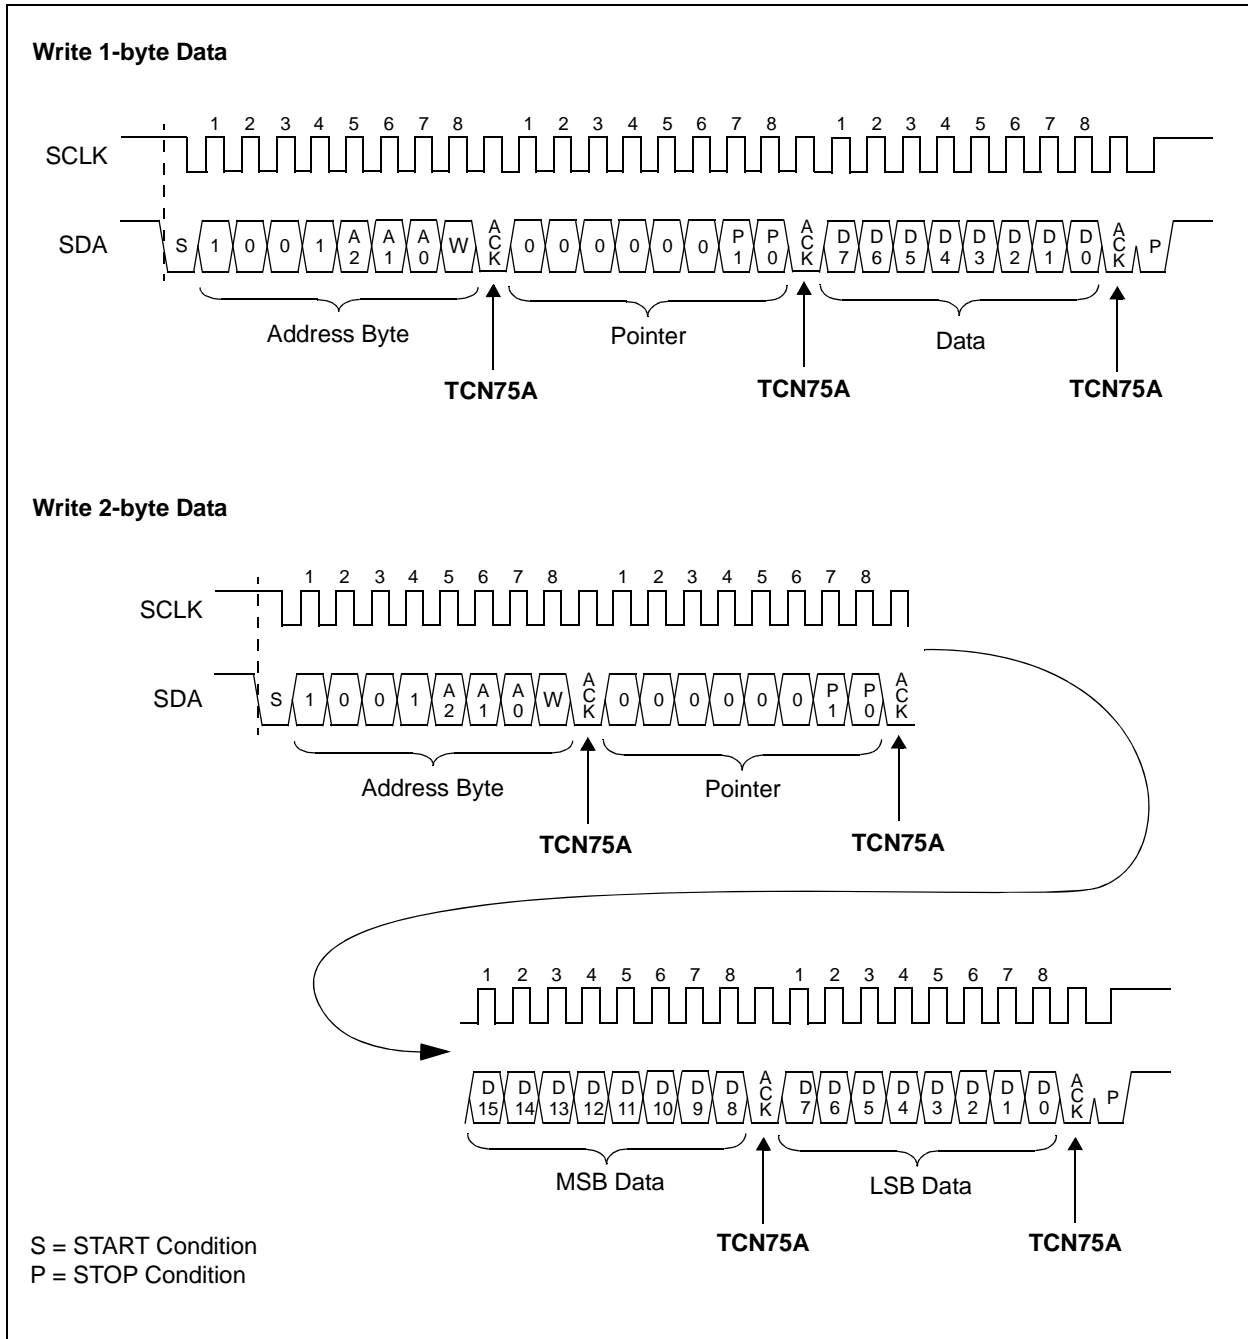 Write 1-byte Data
1 2 3 4 5 6 7 8 1 2 3 4 5 6 7 8 1 2 3 4 5 6 7 8
SCLK
SDA S 1 0 0 1 A2 A1 A0 W ACK 0 0 0 0 0 0 P1 P0 ACK D7 D6 D5 D4 D3 D2 D1 D0 ACK P
Address Byte Pointer Data
TCN75A TCN75A TCN75A
Write 2-byte Data
1 2 3 4 5 6 7 8 1 2 3 4 5 6 7 8
SCLK
SDA S 1 0 0 1 A2 A1 A0 W ACK 0 0 0 0 0 0 P1 P0 ACK
Address Byte Pointer
TCN75A TCN75A
1 2 3 4 5 6 7 8 1 2 3 4 5 6 7 8
D15 D14 D13 D12 D11 D10 D9 D8 ACK D7 D6 D5 D4 D3 D2 D1 D0 ACK P
MSB Data LSB Data
TCN75A TCN75A
S = START Condition
P = STOP Condition